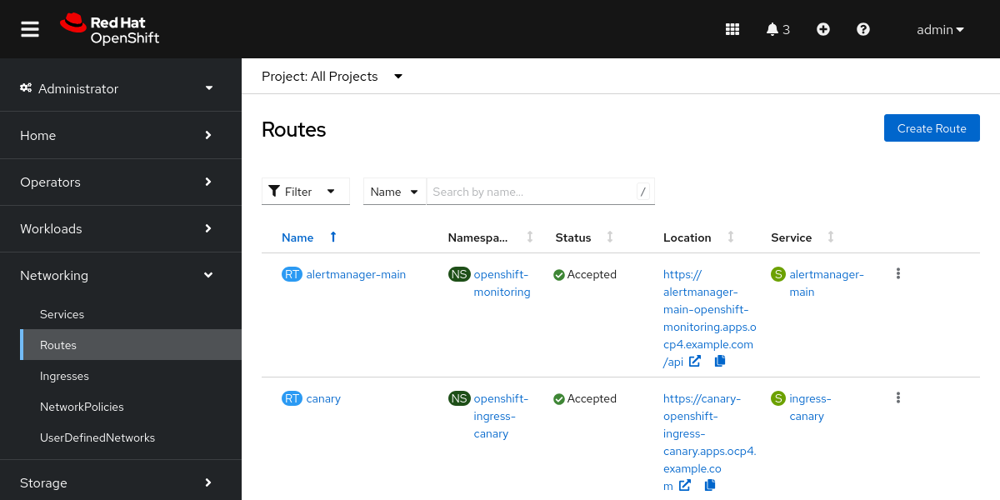 Red Hat
OpenShift
3
admin
Administrator
Home
Operators
Workloads
Networking
Services
Routes
Ingresses
NetworkPolicies
UserDefinedNetworks
Storage
Project: All Projects
Routes
Create Route
Filter
Name
Search by name...
/
Name
Namespa...
Status
Location
Service
RT alertmanager-main
NS openshift-
monitoring
Accepted
https://
alertmanager-
main-openshift-
monitoring.apps.o
cp4.example.com
/api
S alertmanager-
main
RT canary
NS openshift-
ingress-
canary
Accepted
https://canary-
openshift-
ingress-
canary.apps.ocp4.
example.co
m
S ingress-
canary